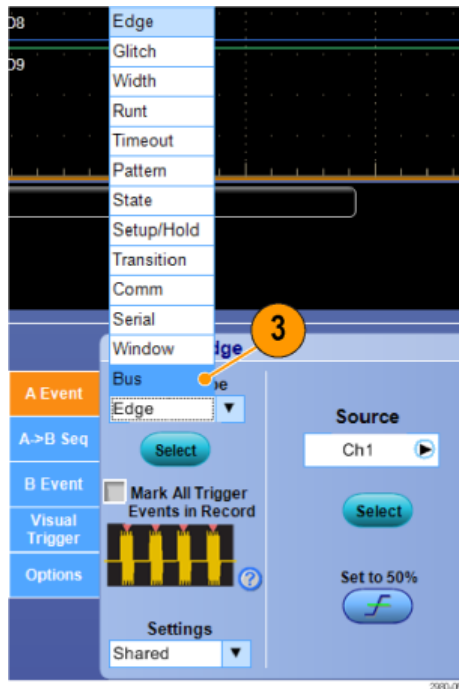 D8
Edge
Glitch
D9
Width
Runt
Timeout
Pattern
State
Setup/Hold
Transition
Comm
Serial
Window
3
Bus
A Event
Edge
Source
A->B Seq
Select
Ch1
B Event
Mark All Trigger
Events in Record
Select
Visual
Trigger
Options
?
Set to 50%
Settings
Shared